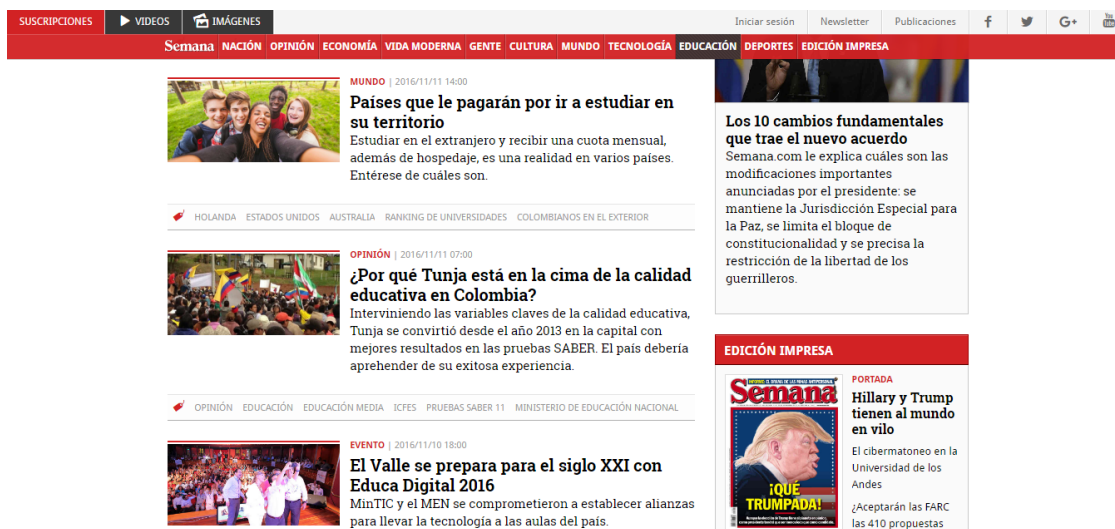 SUSCRIPCIONES
VIDEOS
IMÁGENES
Iniciar sesión
Newsletter
Publicaciones
You
Semana NACIÓN OPINIÓN ECONOMÍA VIDA MODERNA GENTE CULTURA MUNDO TECNOLOGÍA EDUCACIÓN DEPORTES EDICIÓN IMPRESA
MUNDO | 2016/11/11 14:00
Países que le pagarán por ir a estudiar en
su territorio
Estudiar en el extranjero y recibir una cuota mensual,
además de hospedaje, es una realidad en varios países.
Entérese de cuáles son.
HOLANDA ESTADOS UNIDOS AUSTRALIA RANKING DE UNIVERSIDADES COLOMBIANOS EN EL EXTERIOR
OPINIÓN | 2016/11/11 07:00
¿Por qué Tunja está en la cima de la calidad
educativa en Colombia?
Interviniendo las variables claves de la calidad educativa,
Tunja se convirtió desde el año 2013 en la capital con
mejores resultados en las pruebas SABER. El país debería
aprehender de su exitosa experiencia.
OPINIÓN EDUCACIÓN EDUCACIÓN MEDIA ICFES PRUEBAS SABER 11 MINISTERIO DE EDUCACIÓN NACIONAL
EVENTO | 2016/11/10 18:00
El Valle se prepara para el siglo XXI con
Educa Digital 2016
MinTIC y el MEN se comprometieron a establecer alianzas
para llevar la tecnología a las aulas del país.
Los 10 cambios fundamentales
que trae el nuevo acuerdo
Semana.com le explica cuáles son las
modificaciones importantes
anunciadas por el presidente: se
mantiene la Jurisdicción Especial para
la Paz, se limita el bloque de
constitucionalidad y se precisa la
restricción de la libertad de los
guerrilleros.
EDICIÓN IMPRESA
Semana
¡QUÉ
TRUMPADA!
PORTADA
Hillary y Trump
tienen al mundo
en vilo
El cibermatoneo en la
Universidad de los
Andes
¿Aceptarán las FARC
las 410 propuestas